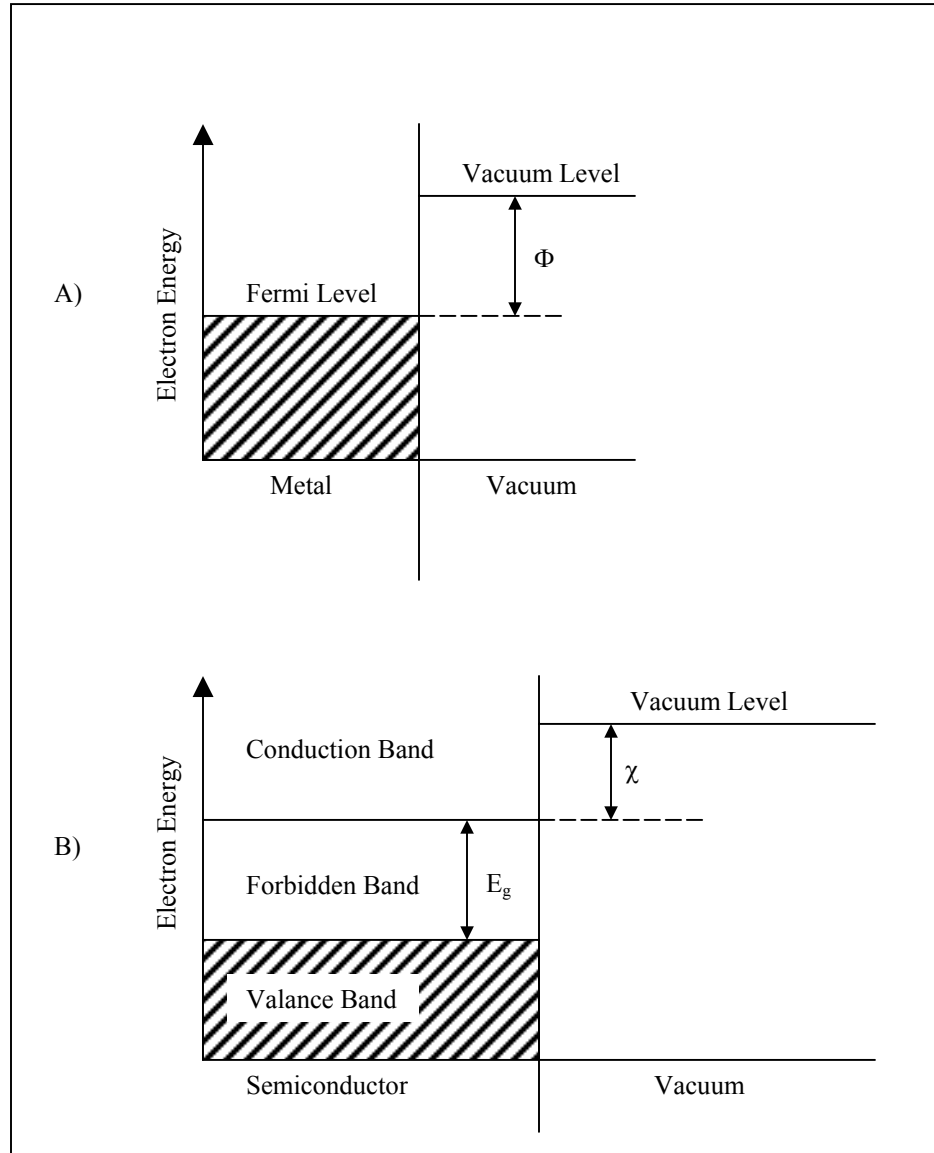 Vacuum Level
Φ
A)
Electron Energy
Fermi Level
Metal
Vacuum
Vacuum Level
Conduction Band
χ
B)
Electron Energy
Forbidden Band
Eg
Valance Band
Semiconductor
Vacuum